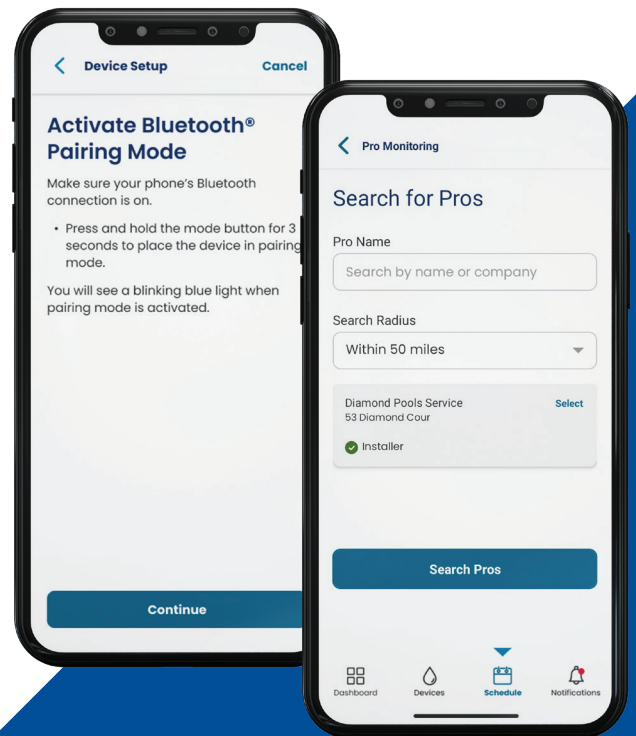 Device Setup
Cancel
Activate Bluetooth®
Pairing Mode
Make sure your phone's Bluetooth
connection is on.
• Press and hold the mode button for 3
seconds to place the device in pairing
mode.
You will see a blinking blue light when
pairing mode is activated.
Continue
Pro Monitoring
Search for Pros
Pro Name
Search by name or company
Search Radius
Within 50 miles
Diamond Pools Service
Select
53 Diamond Cour
Installer
Search Pros
Dashboard
Devices
Schedule
Notifications